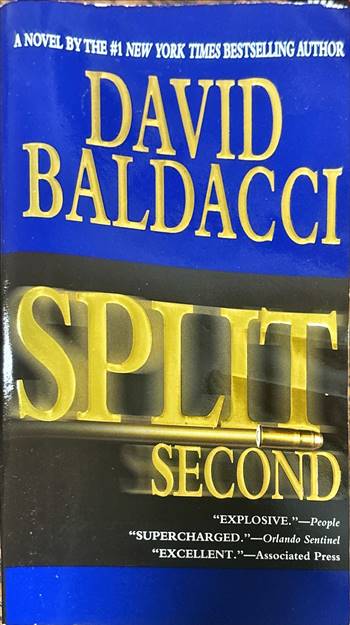 A NOVEL BY THE #1 NEW YORK TIMES BESTSELLING AUTHOR
DAVID
BALDACCI
SPLIT
SECOND
"EXPLOSIVE."—People
"SUPERCHARGED."—Orlando Sentinel
"EXCELLENT."—Associated Press